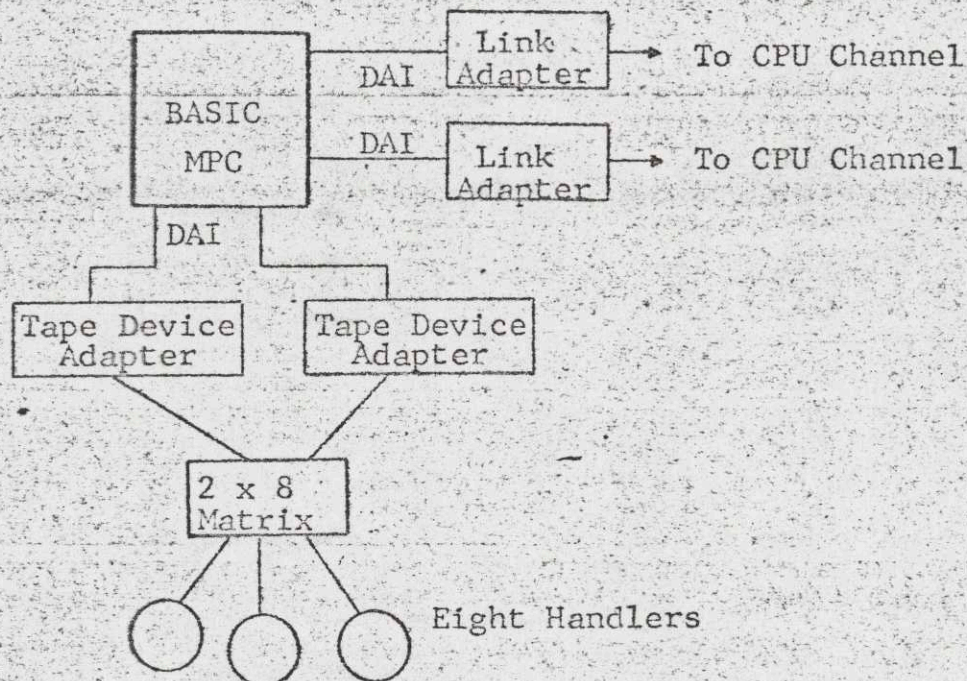 Link
Adapter
To CPU Channel
DAI
BASIC
MPC
DAI
Link
Adapter
To CPU Channel
DAI
Tape Device
Adapter
Tape Device
Adapter
2 x 8
Matrix
Eight Handlers